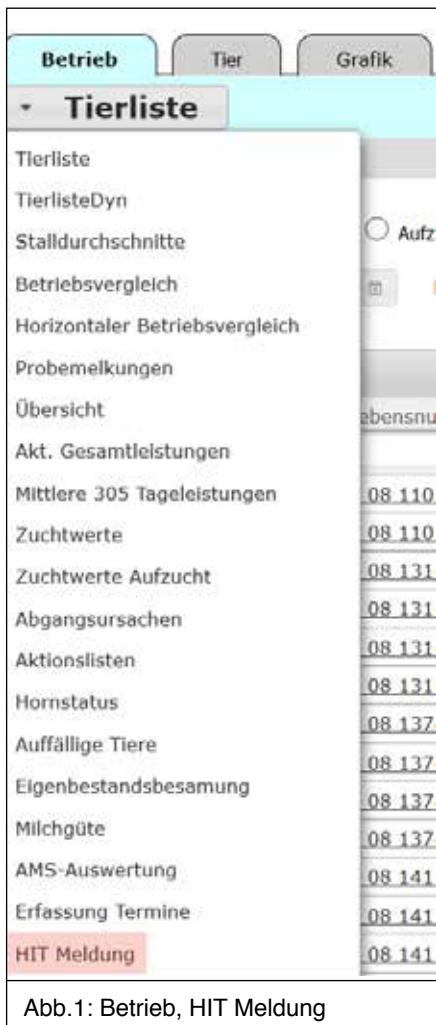 Betrieb Tier Grafik
Tierliste
Tierliste
TierlisteDyn
Stalldurchschnitte
Betriebsvergleich
Horizontaler Betriebsvergleich
Probemelkungen
Übersicht
Akt. Gesamtleistungen
Mittlere 305 Tageleistungen
Zuchtwerte
Zuchtwerte Aufzucht
Abgangsursachen
Aktionslisten
Hornstatus
Auffällige Tiere
Eigenbestandsbesamung
Milchgüte
AMS-Auswertung
Erfassung Termine
HIT Meldung
Aufz
ebensnu
08 110
08 110
08 131
08 131
08 131
08 131
08 137
08 137
08 137
08 137
08 141
08 141
08 141
Abb.1: Betrieb, HIT Meldung